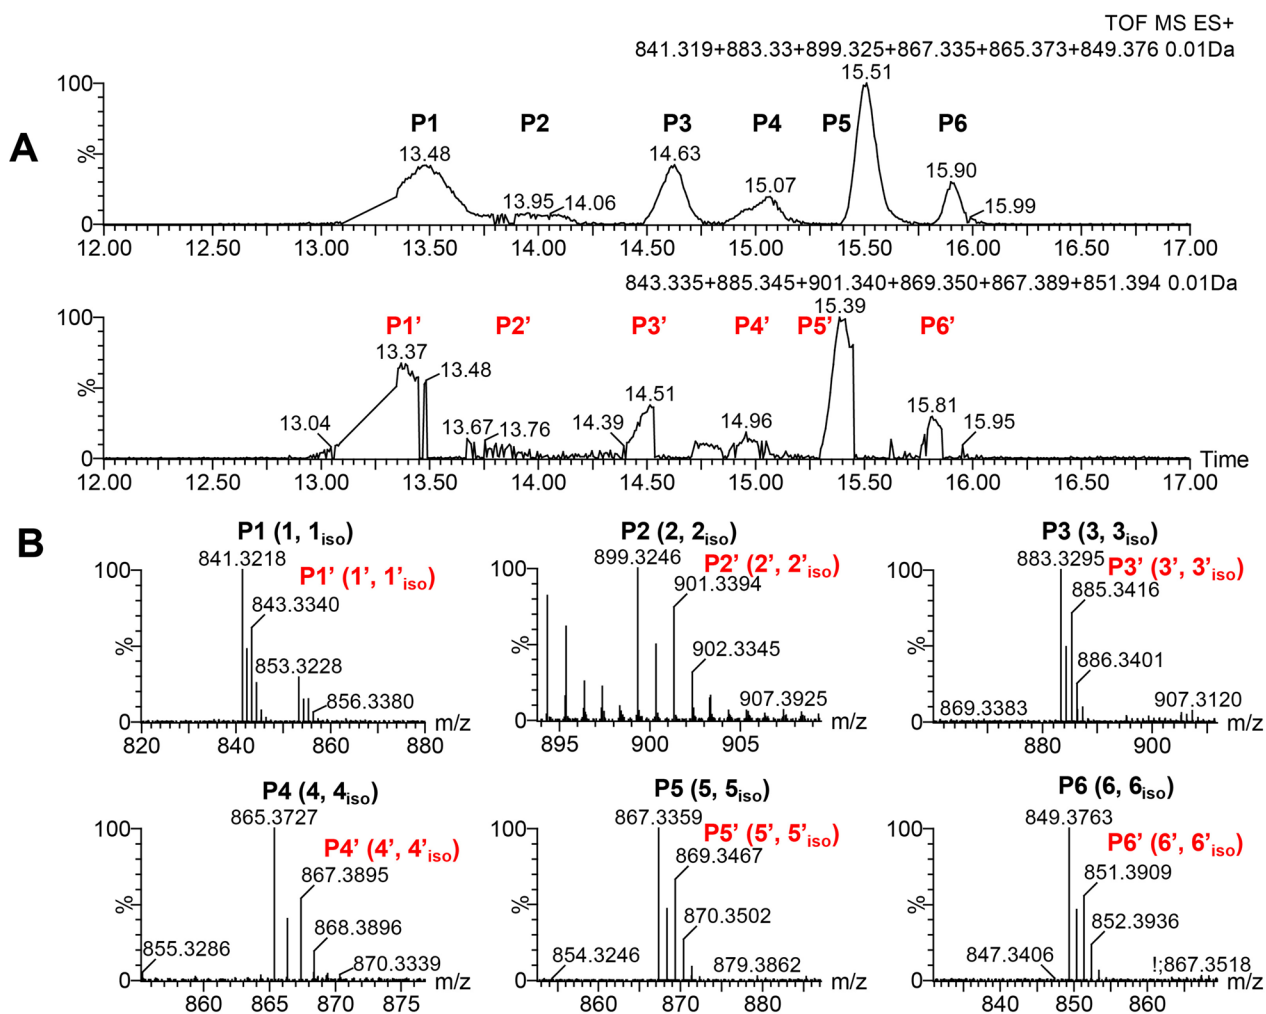 TOF MS ES+
841.319+883.33+899.325+867.335+865.373+849.376 0.01Da
A
100
%
0
P1
P2
P3
P4
P5
P6
13.48
13.95
14.06
14.63
15.07
15.51
15.90
15.99
12.00 12.50 13.00 13.50 14.00 14.50 15.00 15.50 16.00 16.50 17.00
843.335+885.345+901.340+869.350+867.389+851.394 0.01Da
100
%
0
P1’
P2’
P3’
P4’
P5’
P6’
13.04
13.37
13.48
13.67
13.76
14.39
14.51
14.96
15.39
15.81
15.95
Time
12.00 12.50 13.00 13.50 14.00 14.50 15.00 15.50 16.00 16.50 17.00
B
P1 (1, 1iso)
P1’ (1’, 1’iso)
100
%
0
841.3218
843.3340
853.3228
856.3380
m/z
820 840 860 880
P2 (2, 2iso)
P2’ (2’, 2’iso)
100
%
0
899.3246
901.3394
902.3345
907.3925
m/z
895 900 905
P3 (3, 3iso)
P3’ (3’, 3’iso)
100
%
0
883.3295
885.3416
886.3401
869.3383
907.3120
m/z
880 900
P4 (4, 4iso)
P4’ (4’, 4’iso)
100
%
0
865.3727
867.3895
868.3896
855.3286
870.3339
m/z
860 865 870 875
P5 (5, 5iso)
P5’ (5’, 5’iso)
100
%
0
867.3359
869.3467
870.3502
854.3246
879.3862
m/z
860 870 880
P6 (6, 6iso)
P6’ (6’, 6’iso)
100
%
0
849.3763
851.3909
852.3936
847.3406
!;867.3518
m/z
840 850 860